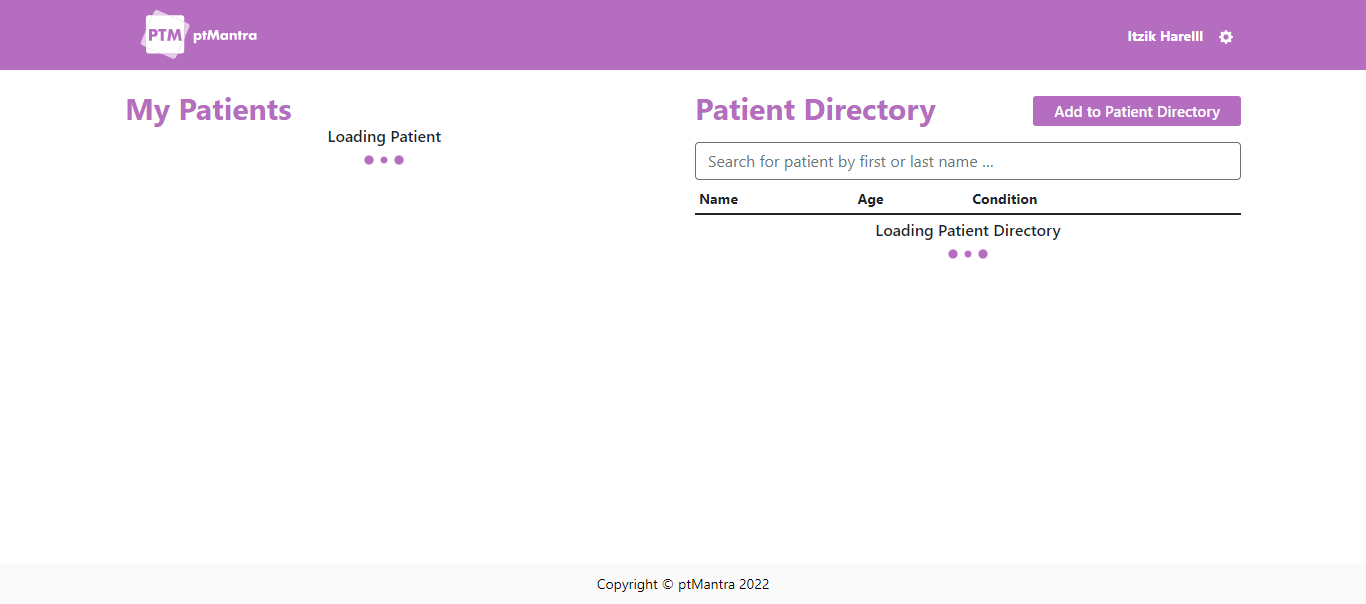 PTM ptMantra
Itzik Harelll
My Patients
Loading Patient
Patient Directory
Add to Patient Directory
Search for patient by first or last name ...
Name Age Condition
Loading Patient Directory
Copyright © ptMantra 2022